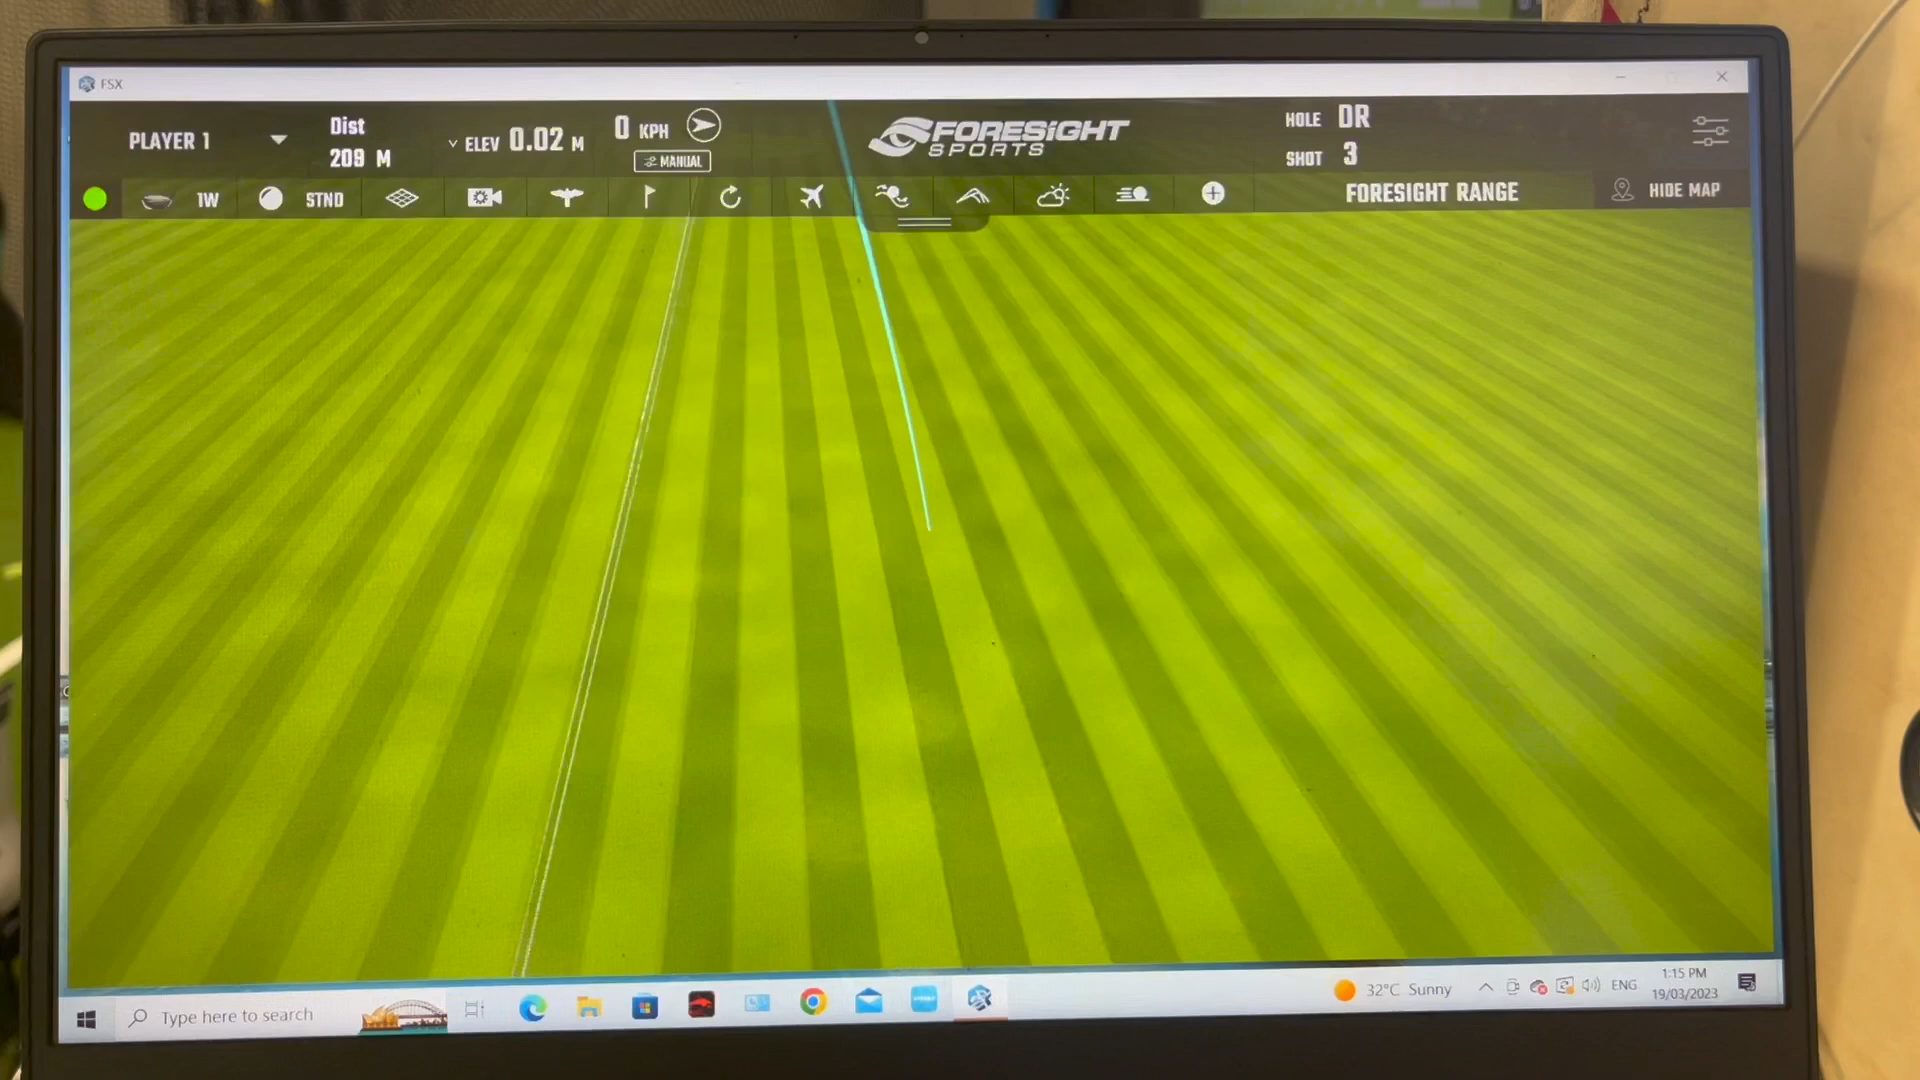 FSX
PLAYER 1
Dist
209 M
ELEV 0.02 M
0 KPH
MANUAL
FORESIGHT
SPORTS
HOLE DR
SHOT 3
1W
STND
FORESIGHT RANGE
HIDE MAP
Type here to search
32°C Sunny
ENG
1:15 PM
19/03/2023